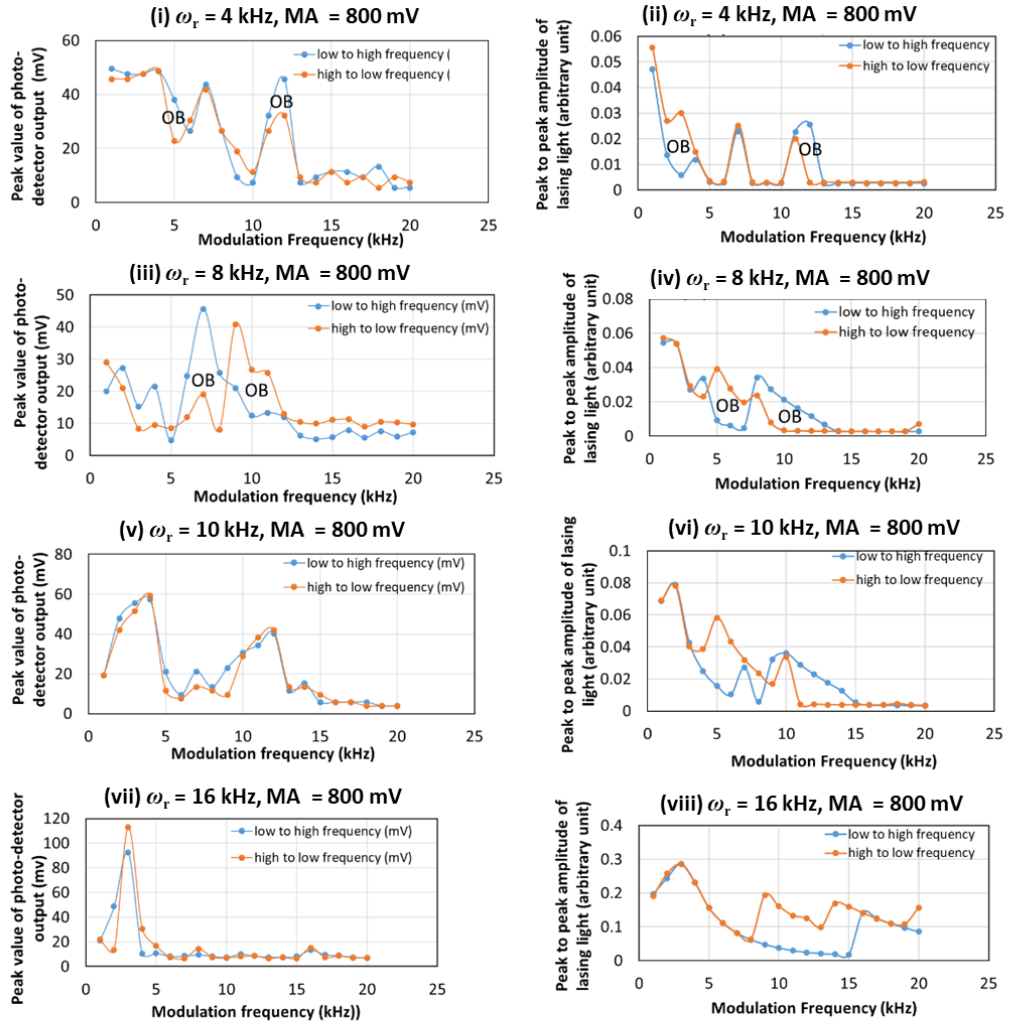 (i) ωr = 4 kHz, MA = 800 mV
Peak value of photo-
detector output (mV)
60
40
20
0
low to high frequency (
high to low frequency (
OB
OB
0 5 10 15 20 25
Modulation Frequency (kHz)
(ii) ωr = 4 kHz, MA = 800 mV
Peak to peak amplitude of
lasing light (arbitrary unit)
0.06
0.05
0.04
0.03
0.02
0.01
0
low to high frequency
high to low frequency
OB
OB
0 5 10 15 20 25
Modulation Frequency (kHz)
(iii) ωr = 8 kHz, MA = 800 mV
Peak value of photo-
detector output (mV)
50
40
30
20
10
0
low to high frequency (mV)
high to low frequency (mV)
OB
OB
0 5 10 15 20 25
Modulation frequency (kHz)
(iv) ωr = 8 kHz, MA = 800 mV
Peak to peak amplitude of
lasing light (arbitrary unit)
0.08
0.06
0.04
0.02
0
low to high frequency
high to low frequency
OB
OB
0 5 10 15 20 25
Modulation Frequency (kHz)
(v) ωr = 10 kHz, MA = 800 mV
Peak value of photo-
detector output (mV)
80
60
40
20
0
low to high frequency (mV)
high to low frequency (mV)
0 5 10 15 20 25
Modulation frequency (kHz)
(vi) ωr = 10 kHz, MA = 800 mV
Peak to peak amplitude of lasing
light (arbitrary unit)
0.1
0.08
0.06
0.04
0.02
0
low to high frequency
high to low frequency
0 5 10 15 20 25
Modulation Frequency (kHz)
(vii) ωr = 16 kHz, MA = 800 mV
Peak value of photo-detector
output (mV)
120
100
80
60
40
20
0
low to high frequency (mV)
high to low frequency (mV)
0 5 10 15 20 25
Modulation frequency (kHz))
(viii) ωr = 16 kHz, MA = 800 mV
Peak to peak amplitude of
lasing light (arbitrary unit)
0.4
0.3
0.2
0.1
0
low to high frequency
high to low frequency
0 5 10 15 20 25
Modulation Frequency (kHz)